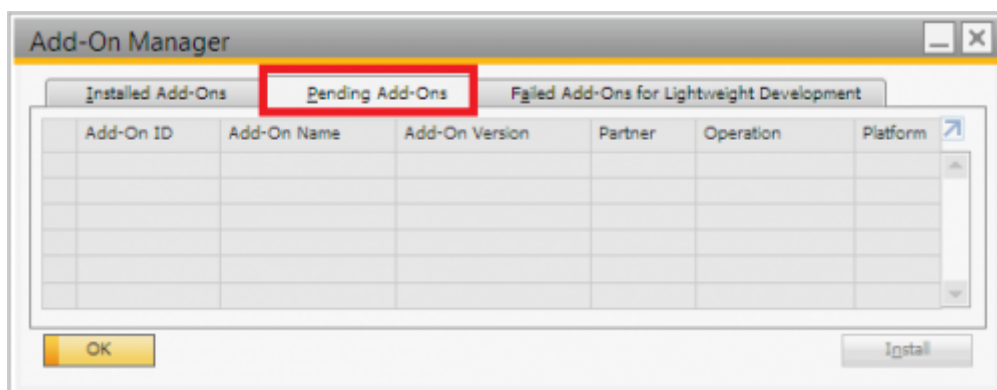 Add-On Manager
Installed Add-Ons Pending Add-Ons Failed Add-Ons for Lightweight Development
Add-On ID Add-On Name Add-On Version Partner Operation Platform
OK Install